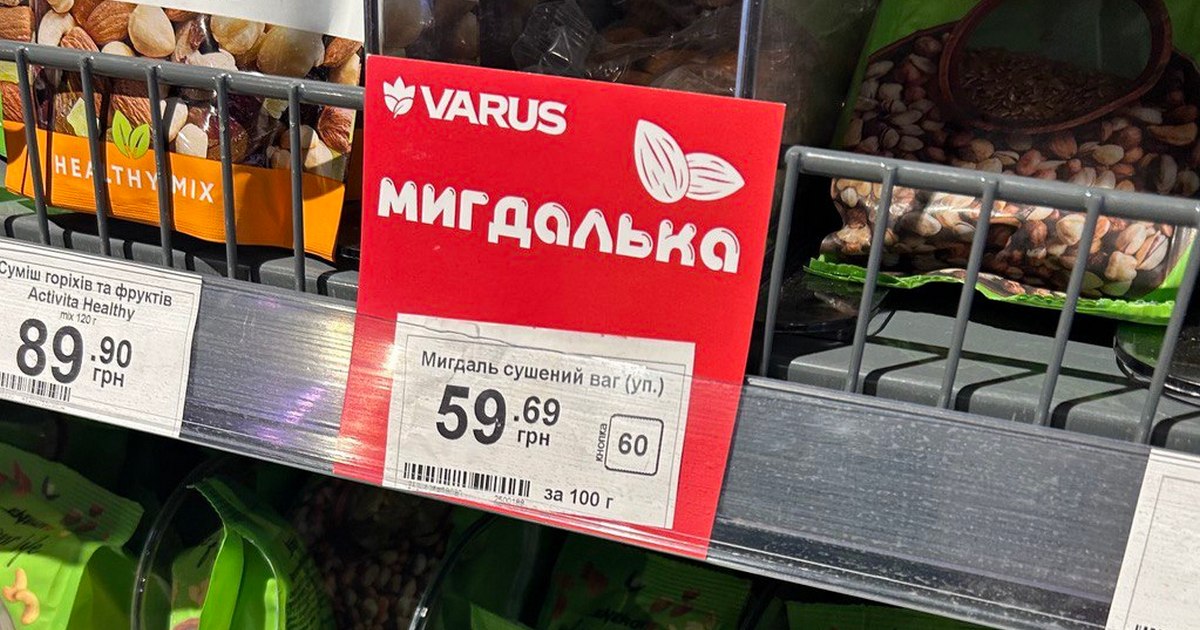 HEALTHY MIX
VARUS
мигдалька
Суміш горіхів та фруктів
Activita Healthy
mix 120 г
89.90
грн
Мигдаль сушений ваг (уп.)
59.69
грн
кнопка
60
за 100 г